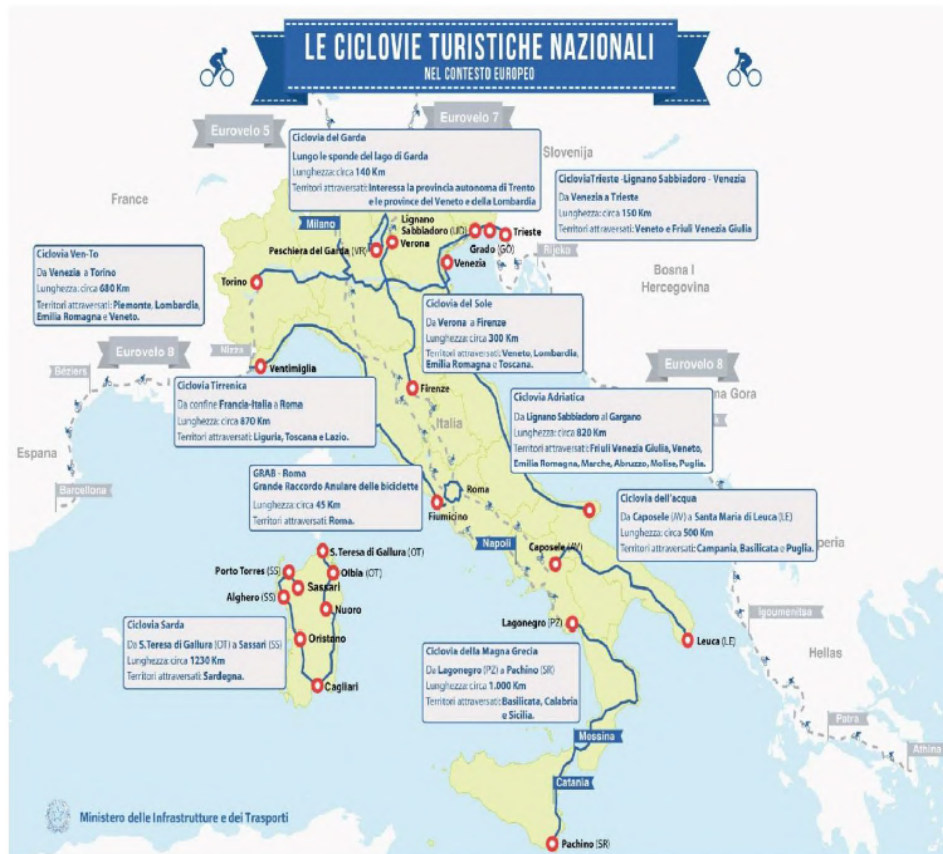 LE CICLOVIE TURISTICHE NAZIONALI
NEL CONTESTO EUROPEO
Eurovelo 5
Eurovelo 7
Slovenija
France
Ciclovia del Garda
Lungo le sponde del lago di Garda
Lunghezza: circa 140 Km
Territori attraversati: Interessa la provincia autonoma di Trento
e le province del Veneto e della Lombardia
CicloviaTrieste -Lignano Sabbiadoro - Venezia
Da Venezia a Trieste
Lunghezza: circa 150 Km
Territori attraversati: Veneto e Friuli Venezia Giulia
Milano
Lignano
Sabbiadoro (UD)
Trieste
Peschiera del Garda (VR)
Verona
Grado (GO)
Venezia
Rijeko
Bosna I
Hercegovina
Ciclovia Ven-To
Da Venezia a Torino
Lunghezza: circa 680 Km
Territori attraversati: Piemonte, Lombardia,
Emilia Romagna e Veneto.
Torino
Ciclovia del Sole
Da Verona a Firenze
Lunghezza: circa 300 Km
Territori attraversati: Veneto, Lombardia,
Emilia Romagna e Toscana.
Eurovelo 8
Nizza
Béziers
Ventimiglia
Eurovelo 8
na Gora
Firenze
Italia
Ciclovia Tirrenica
Da confine Francia-Italia a Roma
Lunghezza: circa 870 Km
Territori attraversati: Liguria, Toscana e Lazio.
Ciclovia Adriatica
Da Lignano Sabbiadoro al Gargano
Lunghezza: circa 820 Km
Territori attraversati: Friuli Venezia Giulia, Veneto,
Emilia Romagna, Marche, Abruzzo, Molise, Puglia.
Espana
Barcellona
GRAB - Roma
Grande Raccordo Anulare delle biciclette
Lunghezza: circa 45 Km
Territori attraversati: Roma.
Roma
Fiumicino
Napoli
Ciclovia dell'acqua
Da Caposele (AV) a Santa Maria di Leuca (LE)
Lunghezza: circa 500 Km
Territori attraversati: Campania, Basilicata e Puglia.
peria
Caposele (AV)
S.Teresa di Gallura (OT)
Porto Torres (SS)
Olbia (OT)
Sassari
Alghero (SS)
Nuoro
Oristano
Cagliari
Ciclovia Sarda
Da S.Teresa di Gallura (OT) a Sassari (SS)
Lunghezza: circa 1230 Km
Territori attraversati: Sardegna.
Lagonegro (PZ)
Leuca (LE)
Igoumenitsa
Hellas
Ciclovia della Magna Grecia
Da Lagonegro (PZ) a Pachino (SR)
Lunghezza: circa 1.000 Km
Territori attraversati: Basilicata, Calabria
e Sicilia.
Patra
Athina
Messina
Catania
Pachino (SR)
Ministero delle Infrastrutture e dei Trasporti